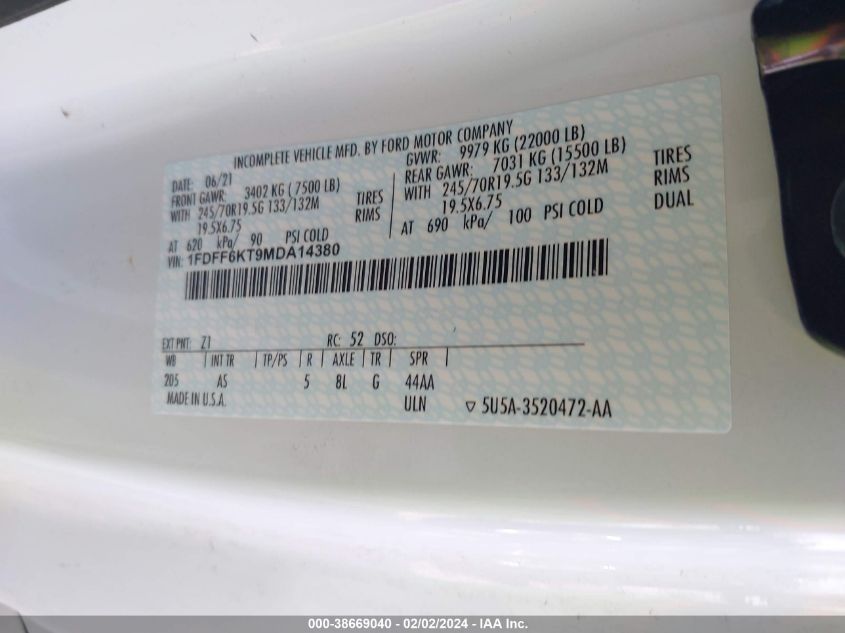 INCOMPLETE VEHICLE MFD. BY FORD MOTOR COMPANY
DATE: 06/21 GVWR: 9979 KG (22000 LB)
FRONT GAWR: 3402 KG (7500 LB) REAR GAWR: 7031 KG (15500 LB)
WITH 245/70R19.5G 133/132M TIRES WITH 245/70R19.5G 133/132M TIRES
19.5X6.75 RIMS 19.5X6.75 RIMS
AT 620 kPa/ 90 PSI COLD AT 690 kPa/ 100 PSI COLD DUAL
VIN: 1FDFF6KT9MDA14380
EXT PNT: Z1 RC: 52 DSO:
WB INT TR TP/PS R AXLE TR SPR
205 AS 5 8L G 44AA
MADE IN U.S.A. ULN 5U5A-3520472-AA
000-38669040 - 02/02/2024 - IAA Inc.